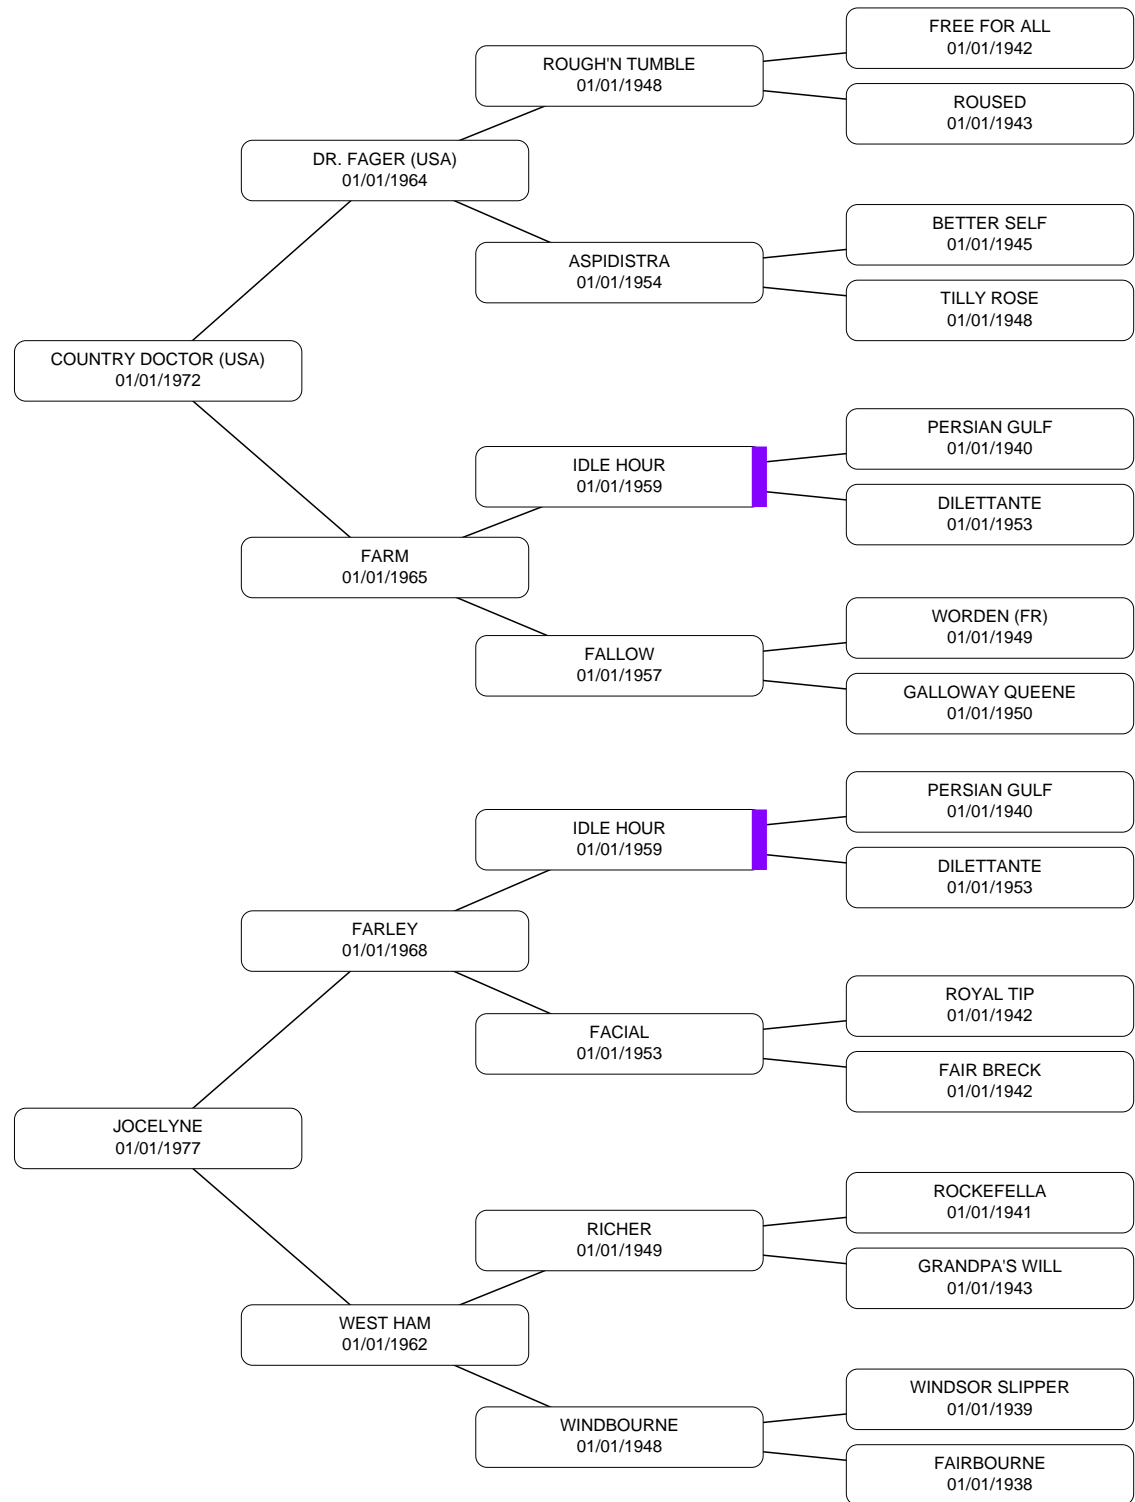 FREE FOR ALL
01/01/1942
ROUGH'N TUMBLE
01/01/1948
ROUSED
01/01/1943
DR. FAGER (USA)
01/01/1964
BETTER SELF
01/01/1945
ASPIDISTRA
01/01/1954
TILLY ROSE
01/01/1948
COUNTRY DOCTOR (USA)
01/01/1972
PERSIAN GULF
01/01/1940
IDLE HOUR
01/01/1959
DILETTANTE
01/01/1953
FARM
01/01/1965
WORDEN (FR)
01/01/1949
FALLOW
01/01/1957
GALLOWAY QUEENE
01/01/1950
PERSIAN GULF
01/01/1940
IDLE HOUR
01/01/1959
DILETTANTE
01/01/1953
FARLEY
01/01/1968
ROYAL TIP
01/01/1942
FACIAL
01/01/1953
FAIR BRECK
01/01/1942
JOCELYNE
01/01/1977
ROCKEFELLA
01/01/1941
RICHER
01/01/1949
GRANDPA'S WILL
01/01/1943
WEST HAM
01/01/1962
WINDSOR SLIPPER
01/01/1939
WINDBOURNE
01/01/1948
FAIRBOURNE
01/01/1938